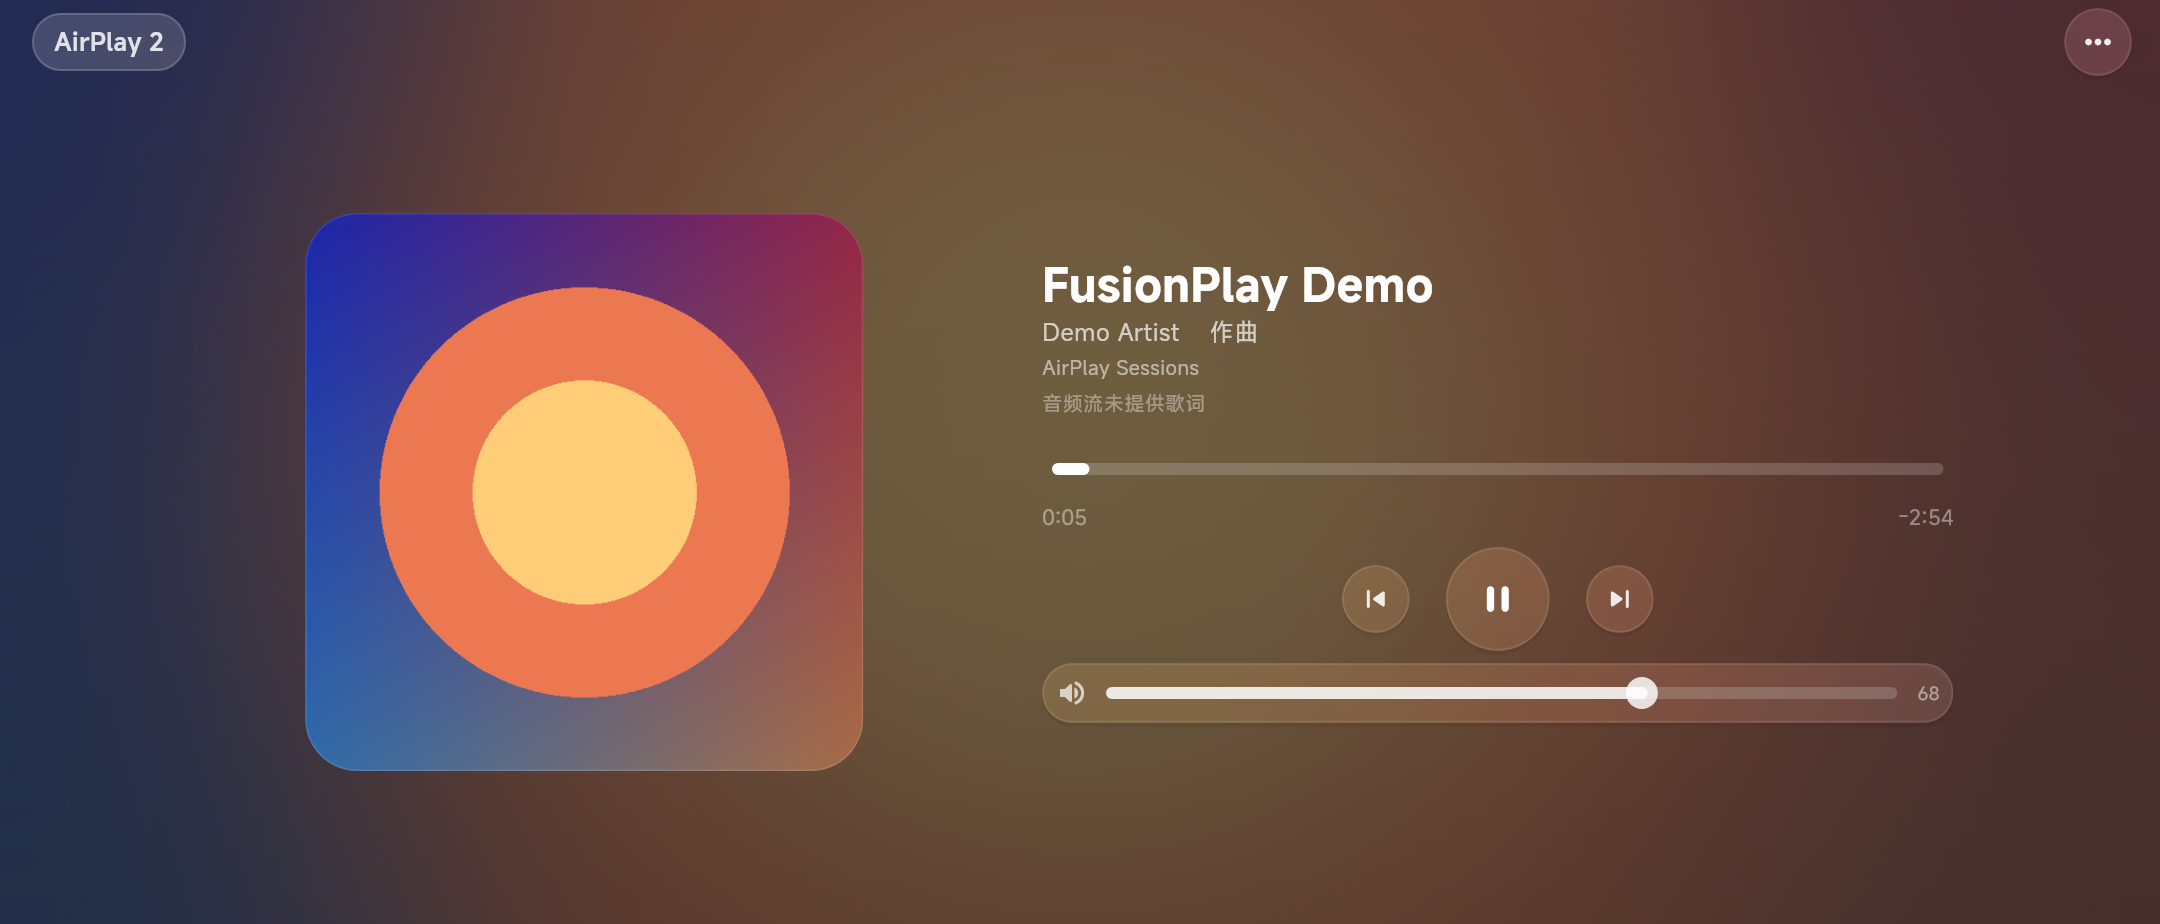 AirPlay 2
FusionPlay Demo
Demo Artist 作曲
AirPlay Sessions
音频流未提供歌词
0:05 -2:54
68